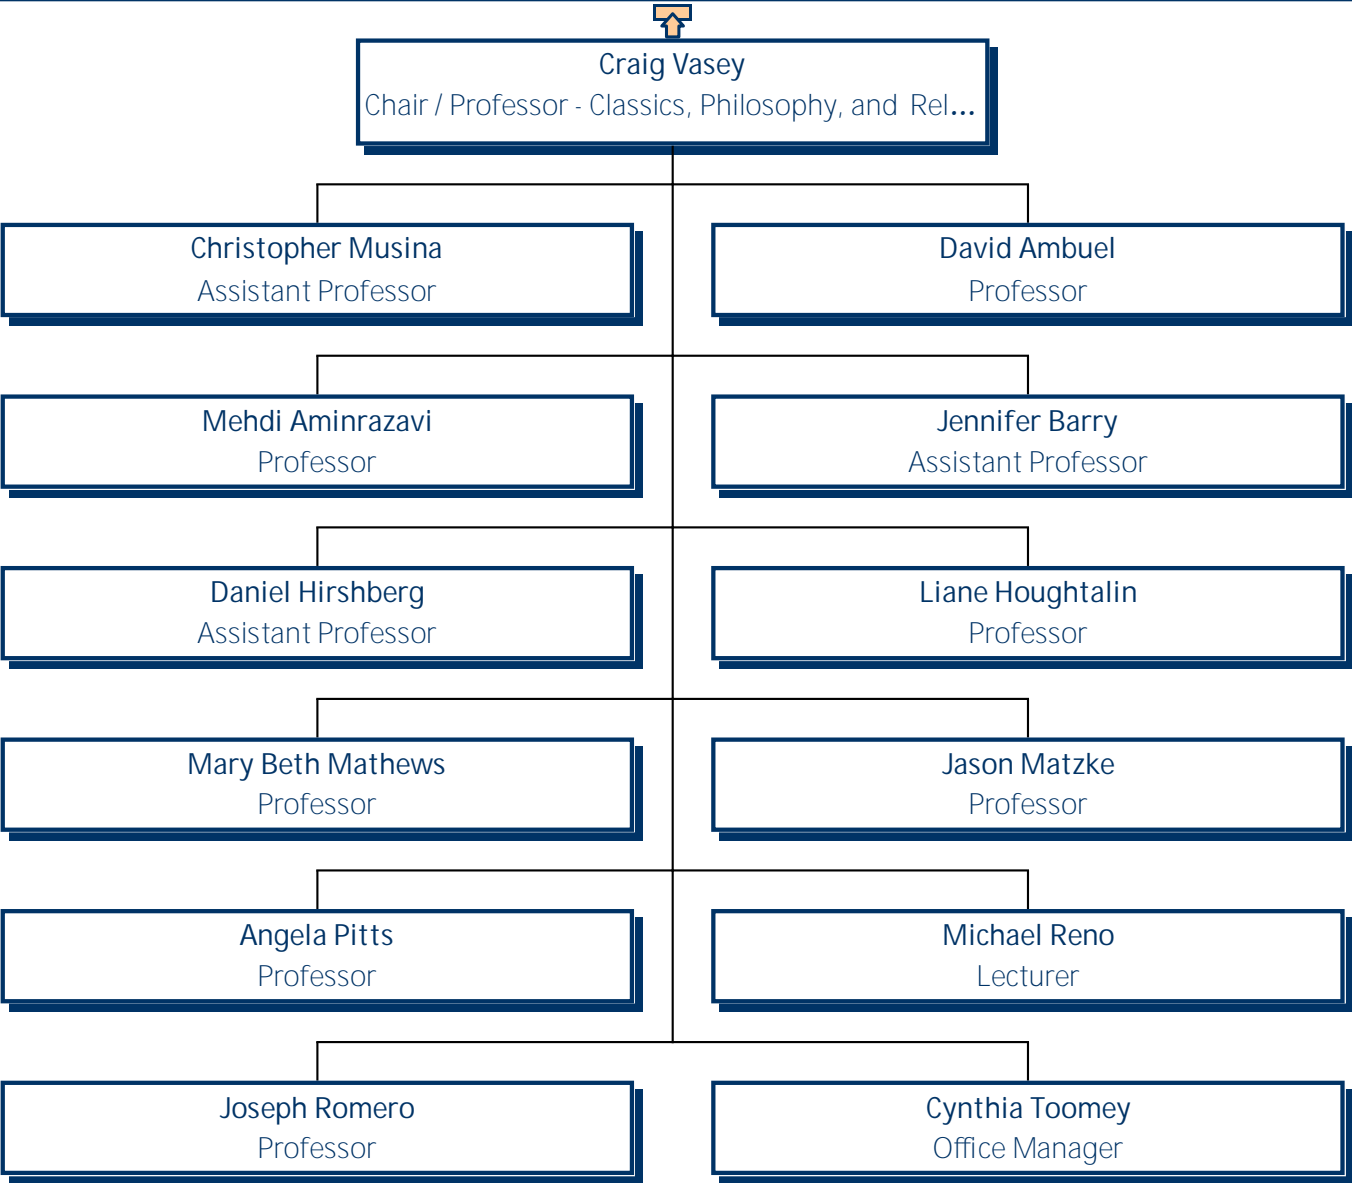 Craig Vasey
Chair / Professor - Classics, Philosophy, and Rel...
Christopher Musina
Assistant Professor
David Ambuel
Professor
Mehdi Aminrazavi
Professor
Jennifer Barry
Assistant Professor
Daniel Hirshberg
Assistant Professor
Liane Houghtalin
Professor
Mary Beth Mathews
Professor
Jason Matzke
Professor
Angela Pitts
Professor
Michael Reno
Lecturer
Joseph Romero
Professor
Cynthia Toomey
Office Manager